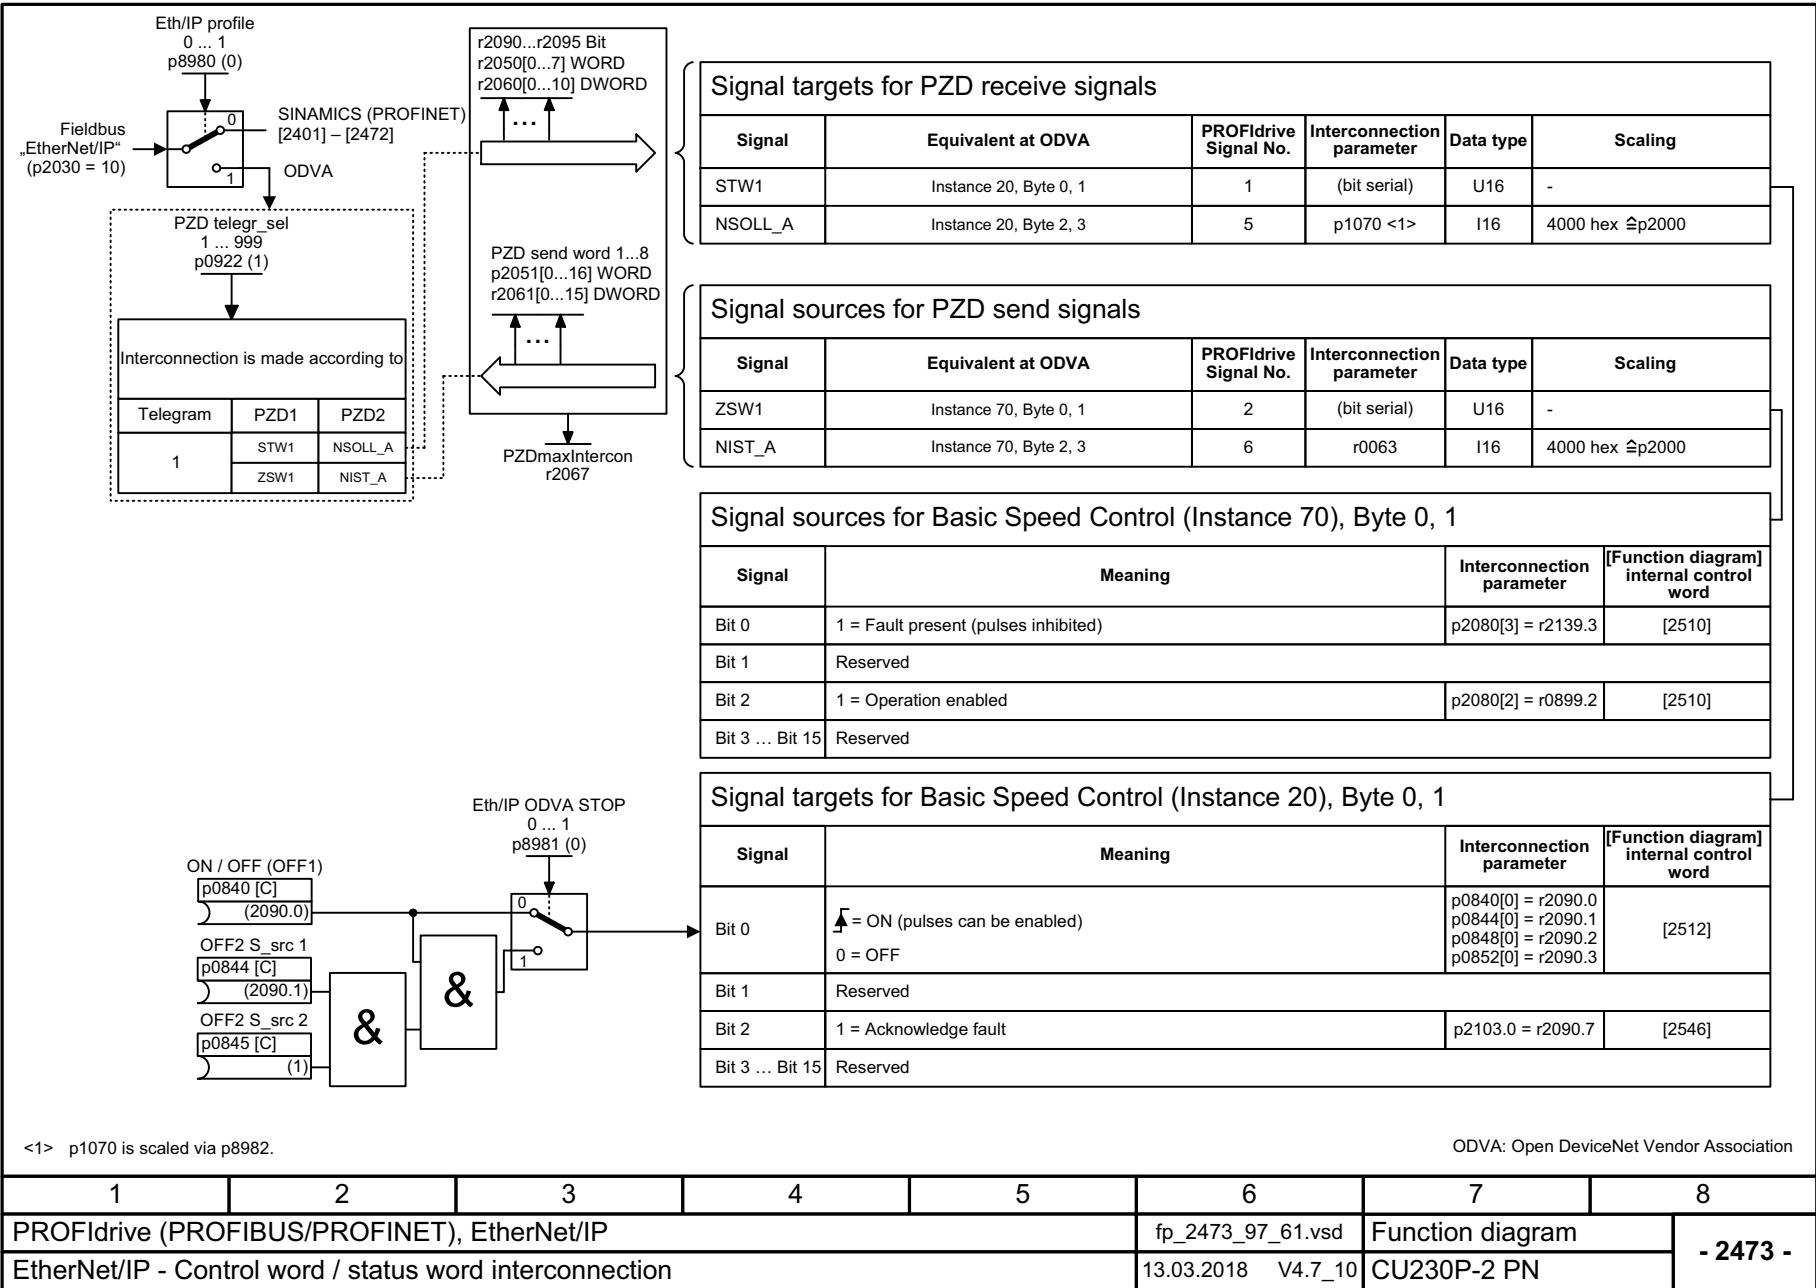 Eth/IP profile
0 ... 1
p8980 (0)
Fieldbus
„EtherNet/IP“
(p2030 = 10)
0
1
SINAMICS (PROFINET)
[2401] – [2472]
ODVA
PZD telegr_sel
1 ... 999
p0922 (1)
Interconnection is made according to
Telegram PZD1 PZD2
1 STW1 NSOLL_A
ZSW1 NIST_A
r2090...r2095 Bit
r2050[0...7] WORD
r2060[0...10] DWORD
...
PZD send word 1...8
p2051[0...16] WORD
r2061[0...15] DWORD
...
PZDmaxIntercon
r2067
Signal targets for PZD receive signals
Signal Equivalent at ODVA PROFIdrive Signal No. Interconnection parameter Data type Scaling
STW1 Instance 20, Byte 0, 1 1 (bit serial) U16 -
NSOLL_A Instance 20, Byte 2, 3 5 p1070 <1> I16 4000 hex ≙p2000
Signal sources for PZD send signals
Signal Equivalent at ODVA PROFIdrive Signal No. Interconnection parameter Data type Scaling
ZSW1 Instance 70, Byte 0, 1 2 (bit serial) U16 -
NIST_A Instance 70, Byte 2, 3 6 r0063 I16 4000 hex ≙p2000
Signal sources for Basic Speed Control (Instance 70), Byte 0, 1
Signal Meaning Interconnection parameter [Function diagram] internal control word
Bit 0 1 = Fault present (pulses inhibited) p2080[3] = r2139.3 [2510]
Bit 1 Reserved
Bit 2 1 = Operation enabled p2080[2] = r0899.2 [2510]
Bit 3 … Bit 15 Reserved
Signal targets for Basic Speed Control (Instance 20), Byte 0, 1
Signal Meaning Interconnection parameter [Function diagram] internal control word
Bit 0 = ON (pulses can be enabled)
0 = OFF
p0840[0] = r2090.0
p0844[0] = r2090.1
p0848[0] = r2090.2
p0852[0] = r2090.3
[2512]
Bit 1 Reserved
Bit 2 1 = Acknowledge fault p2103.0 = r2090.7 [2546]
Bit 3 … Bit 15 Reserved
Eth/IP ODVA STOP
0 ... 1
p8981 (0)
0
1
ON / OFF (OFF1)
p0840 [C]
(2090.0)
OFF2 S_src 1
p0844 [C]
(2090.1)
OFF2 S_src 2
p0845 [C]
(1)
&
&
<1> p1070 is scaled via p8982.
ODVA: Open DeviceNet Vendor Association
1 2 3 4 5 6 7 8
PROFIdrive (PROFIBUS/PROFINET), EtherNet/IP fp_2473_97_61.vsd Function diagram
- 2473 -
EtherNet/IP - Control word / status word interconnection 13.03.2018 V4.7_10 CU230P-2 PN